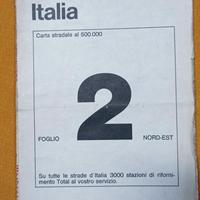 Italia
Carta stradale al 500.000
2
FOGLIO NORD-EST
Su tutte le strade d'Italia 3000 stazioni di riforni-
mento Total al vostro servizio.